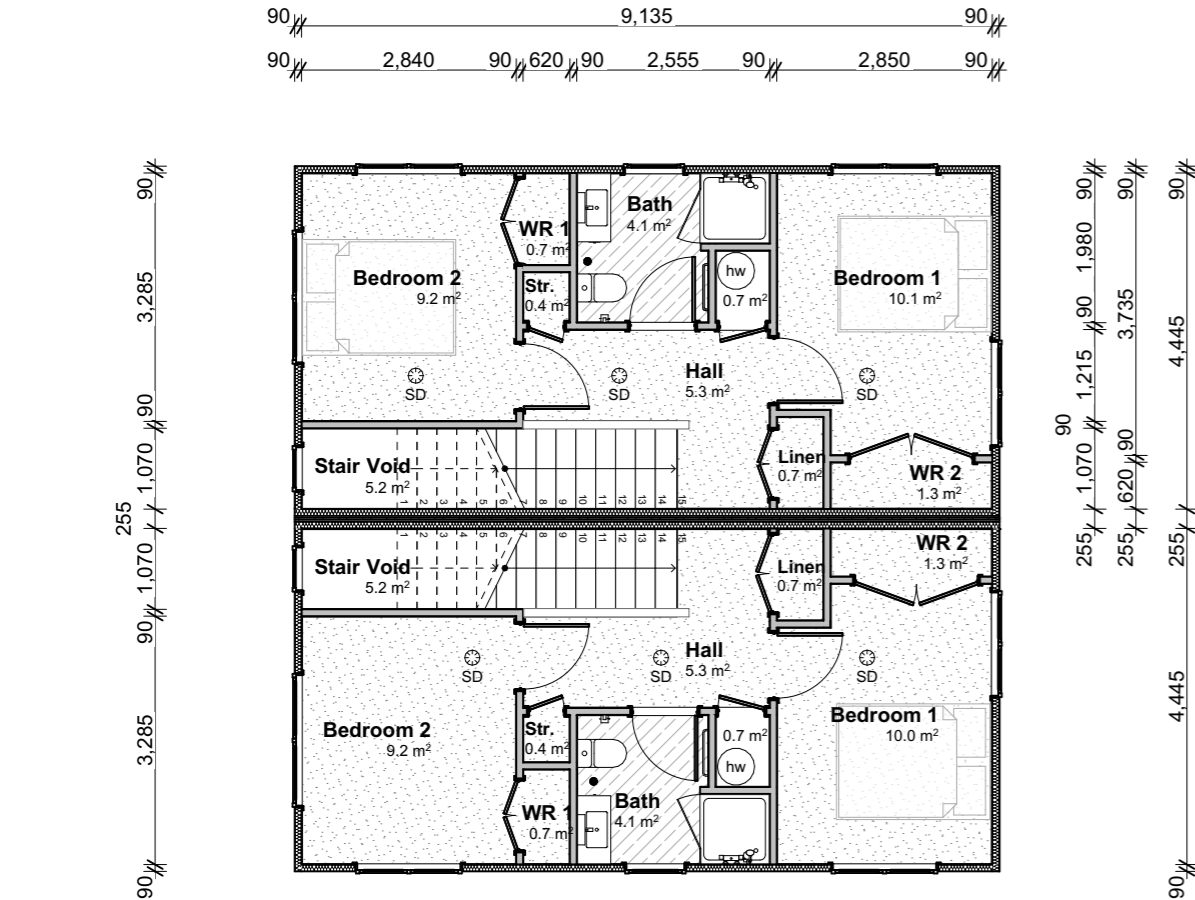 90 9,135 90
90 2,840 90 620 90 2,555 90 2,850 90
90
3,285
90
1,070
255
1,070
90
3,285
90
90
1,980
90
1,215
90
1,070
255
90
3,735
90
620
255
90
4,445
255
4,445
90
Bedroom 2
9.2 m²
WR 1
0.7 m²
Str.
0.4 m²
Bath
4.1 m²
hw
0.7 m²
Bedroom 1
10.1 m²
SD
SD
SD
Hall
5.3 m²
Stair Void
5.2 m²
1 2 3 4 5 6 7 8 9 10 11 12 13 14 15
Linen
0.7 m²
WR 2
1.3 m²
1 2 3 4 5 6 7 8 9 10 11 12 13 14 15
Stair Void
5.2 m²
Linen
0.7 m²
WR 2
1.3 m²
SD
SD
SD
Hall
5.3 m²
Bedroom 2
9.2 m²
Str.
0.4 m²
0.7 m²
hw
Bedroom 1
10.0 m²
WR 1
0.7 m²
Bath
4.1 m²